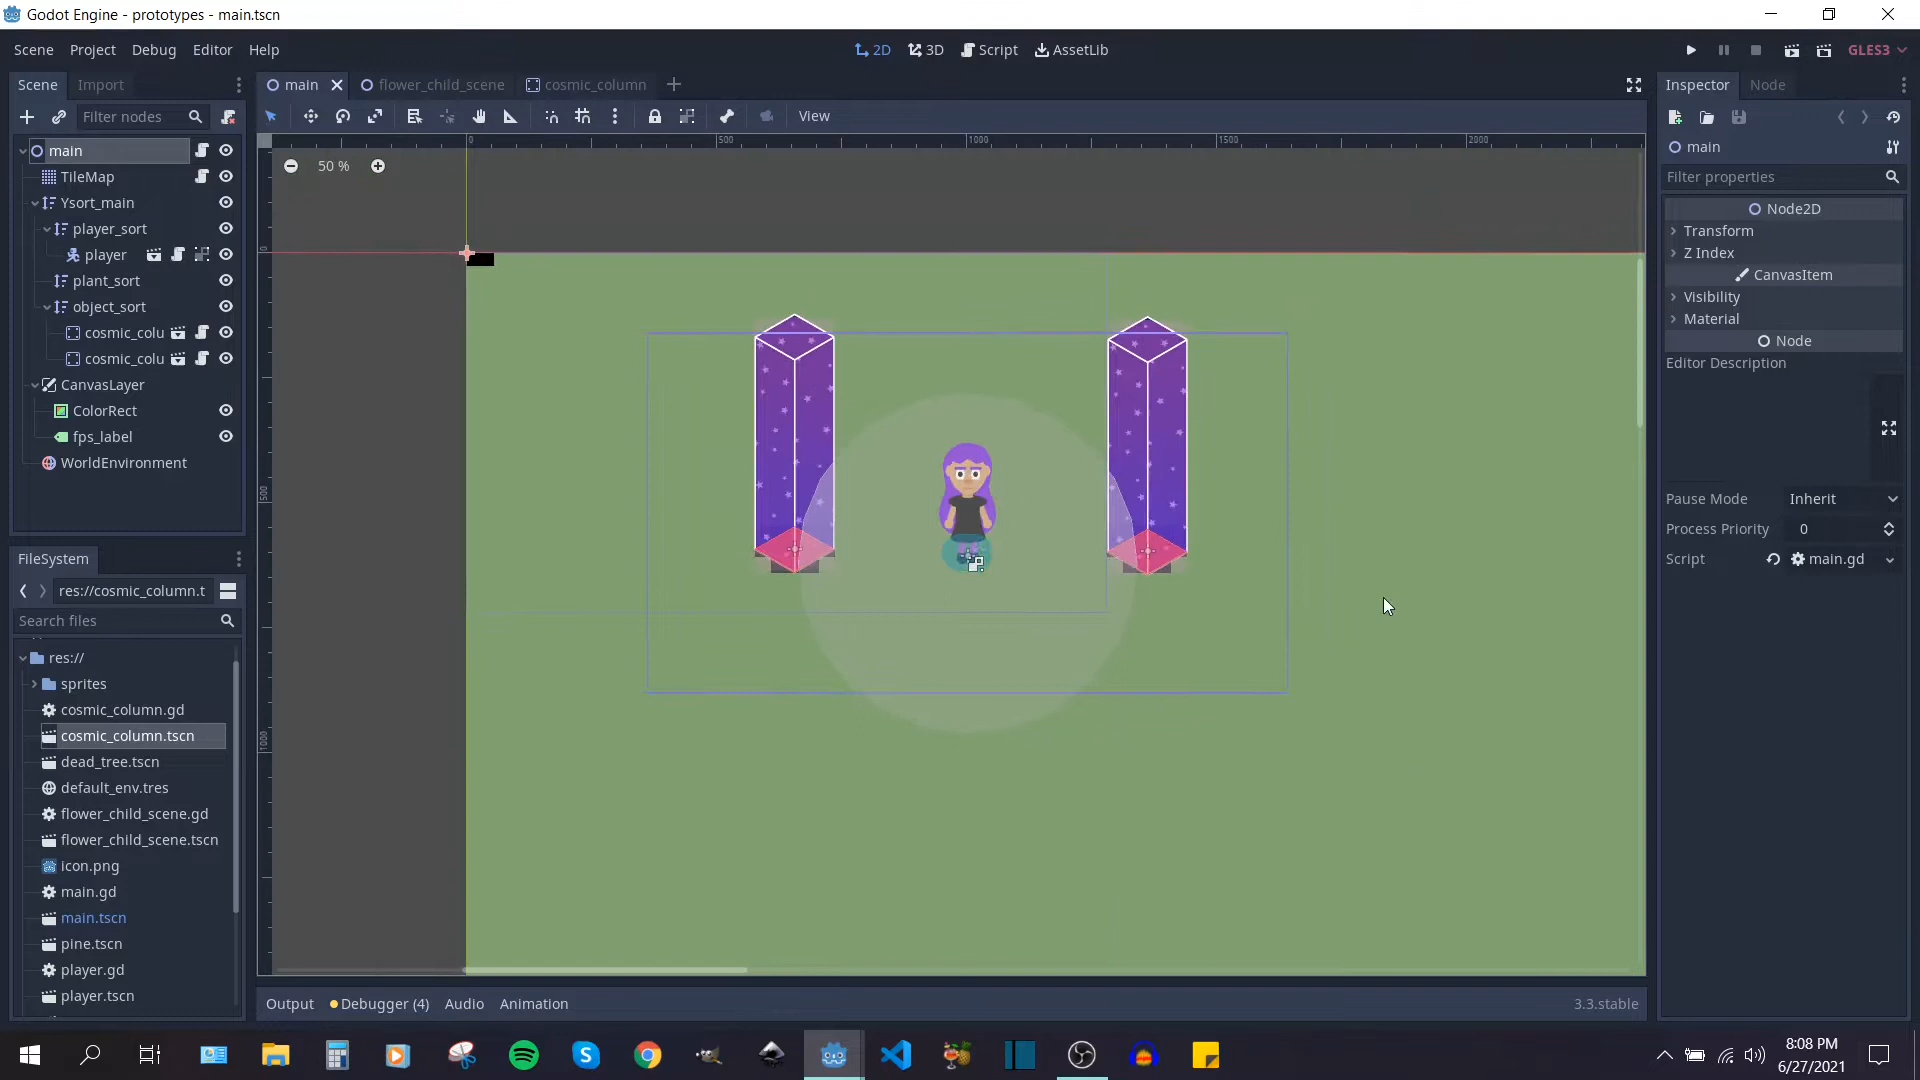 Godot Engine - prototypes - main.tscn
Scene Project Debug Editor Help
2D 3D Script AssetLib
GLES3
Scene Import
main flower_child_scene cosmic_column
Inspector Node
Filter nodes
View
main
TileMap
Ysort_main
player_sort
player
plant_sort
object_sort
cosmic_colu
cosmic_colu
CanvasLayer
ColorRect
fps_label
WorldEnvironment
0 500 1000 1500 2000
50 %
0
500
1000
main
Filter properties
Node2D
Transform
Z Index
CanvasItem
Visibility
Material
Node
Editor Description
Pause Mode Inherit
Process Priority 0
Script main.gd
FileSystem
res://cosmic_column.t
Search files
res://
sprites
cosmic_column.gd
cosmic_column.tscn
dead_tree.tscn
default_env.tres
flower_child_scene.gd
flower_child_scene.tscn
icon.png
main.gd
main.tscn
pine.tscn
player.gd
player.tscn
Output Debugger (4) Audio Animation
3.3.stable
8:08 PM
6/27/2021